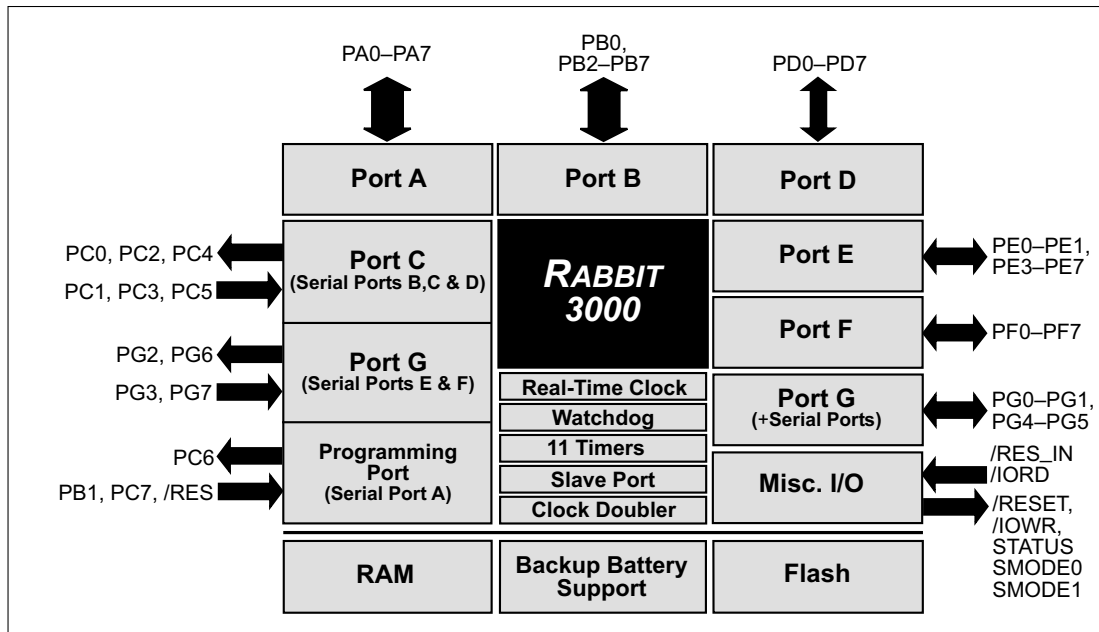 PA0–PA7
PB0,
PB2–PB7
PD0–PD7
Port A
Port B
Port D
PC0, PC2, PC4
PC1, PC3, PC5
Port C
(Serial Ports B,C & D)
RABBIT
3000
Port E
PE0–PE1,
PE3–PE7
Port F
PF0–PF7
PG2, PG6
PG3, PG7
Port G
(Serial Ports E & F)
Real-Time Clock
Watchdog
11 Timers
Slave Port
Clock Doubler
Port G
(+Serial Ports)
PG0–PG1,
PG4–PG5
PC6
PB1, PC7, /RES
Programming
Port
(Serial Port A)
Misc. I/O
/RES_IN
/IORD
/RESET,
/IOWR,
STATUS
SMODE0
SMODE1
RAM
Backup Battery
Support
Flash